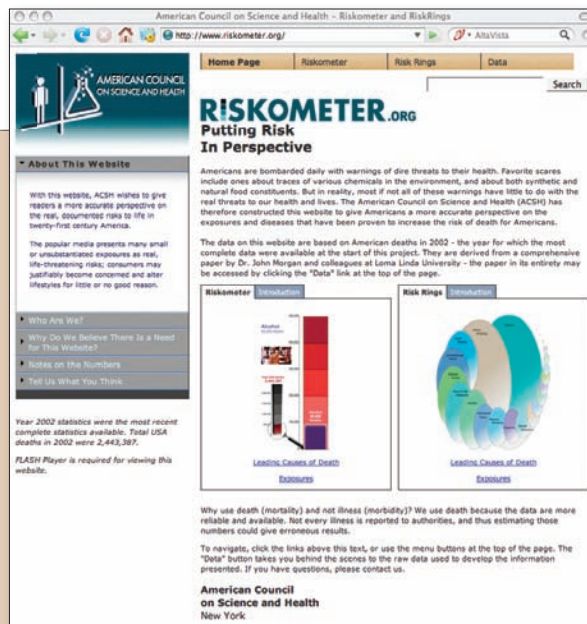 American Council on Science and Health – Riskometer and RiskRings
http://www.riskometer.org/
AltaVista
AMERICAN COUNCIL
ON SCIENCE AND HEALTH
Home Page
Riskometer
Risk Rings
Data
Search
RISKOMETER.ORG
Putting Risk
In Perspective
About This Website
With this website, ACSH wishes to give
readers a more accurate perspective on
the real, documented risks to life in
twenty-first century America.
The popular media presents many small
or unsubstantiated exposures as real,
life-threatening risks; consumers may
justifiably become concerned and alter
lifestyles for little or no good reason.
Who Are We?
Why Do We Believe There Is a Need
for This Website?
Notes on the Numbers
Tell Us What You Think
Year 2002 statistics were the most recent
complete statistics available. Total USA
deaths in 2002 were 2,443,387.
FLASH Player is required for viewing this
website.
Americans are bombarded daily with warnings of dire threats to their health. Favorite scares
include ones about traces of various chemicals in the environment, and about both synthetic and
natural food constituents. But in reality, most if not all of these warnings have little to do with the
real threats to our health and lives. The American Council on Science and Health (ACSH) has
therefore constructed this website to give Americans a more accurate perspective on the
exposures and diseases that have been proven to increase the risk of death for Americans.
The data on this website are based on American deaths in 2002 - the year for which the most
complete data were available at the start of this project. They are derived from a comprehensive
paper by Dr. John Morgan and colleagues at Loma Linda University - the paper in its entirety may
be accessed by clicking the "Data" link at the top of the page.
Riskometer
Introduction
Alcohol
Leading Causes of Death
Exposures
Risk Rings
Introduction
Leading Causes of Death
Exposures
Why use death (mortality) and not illness (morbidity)? We use death because the data are more
reliable and available. Not every illness is reported to authorities, and thus estimating those
numbers could give erroneous results.
To navigate, click the links above this text, or use the menu buttons at the top of the page. The
"Data" button takes you behind the scenes to the raw data used to develop the information
presented. If you have questions, please contact us.
American Council
on Science and Health
New York